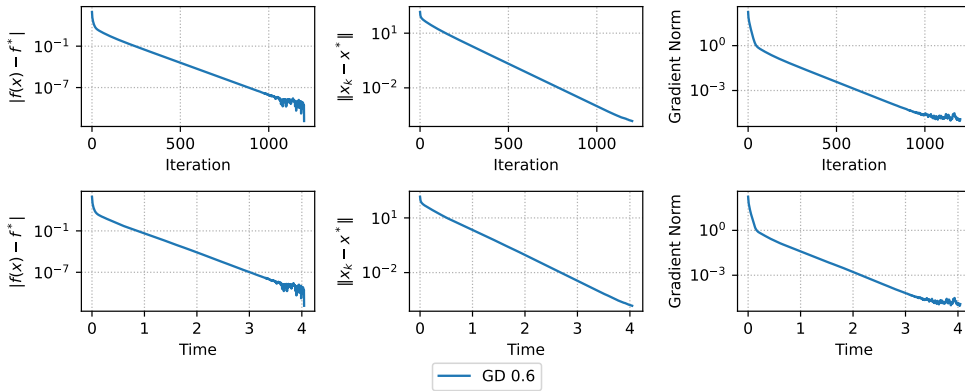 |f(x) − f*|
10⁻¹
10⁻⁷
0 500 1000
Iteration
‖xₖ − x*‖
10¹
10⁻²
0 500 1000
Iteration
Gradient Norm
10⁰
10⁻³
0 500 1000
Iteration
|f(x) − f*|
10⁻¹
10⁻⁷
0 1 2 3 4
Time
‖xₖ − x*‖
10¹
10⁻²
0 1 2 3 4
Time
Gradient Norm
10⁰
10⁻³
0 1 2 3 4
Time
GD 0.6